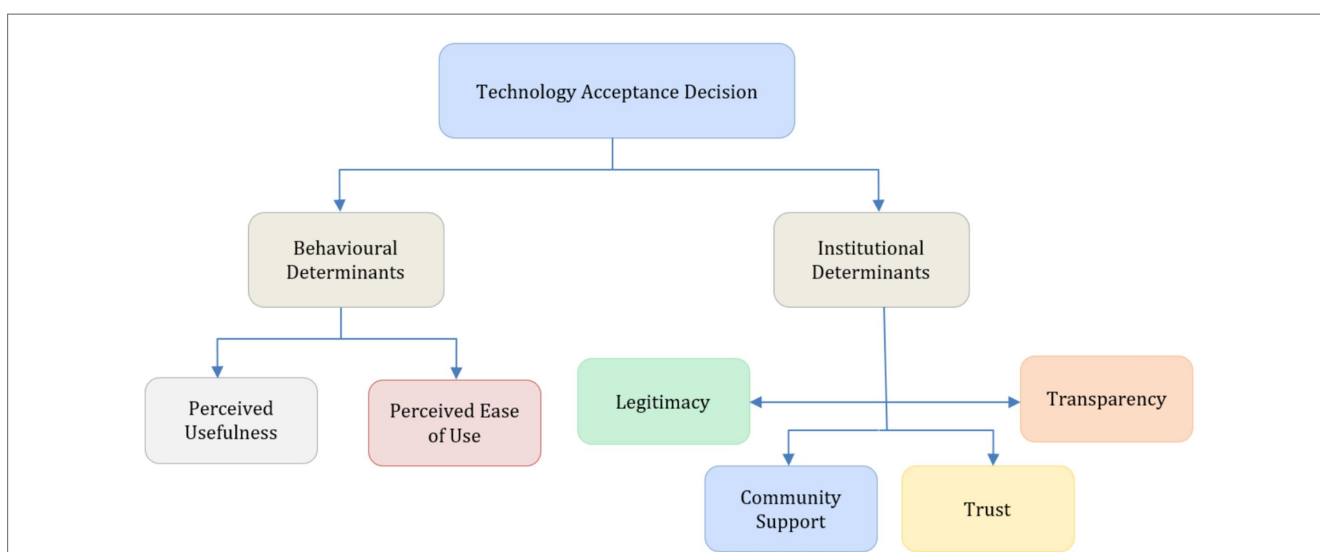 Technology Acceptance Decision
Behavioural
Determinants
Institutional
Determinants
Perceived
Usefulness
Perceived Ease
of Use
Legitimacy
Transparency
Community
Support
Trust